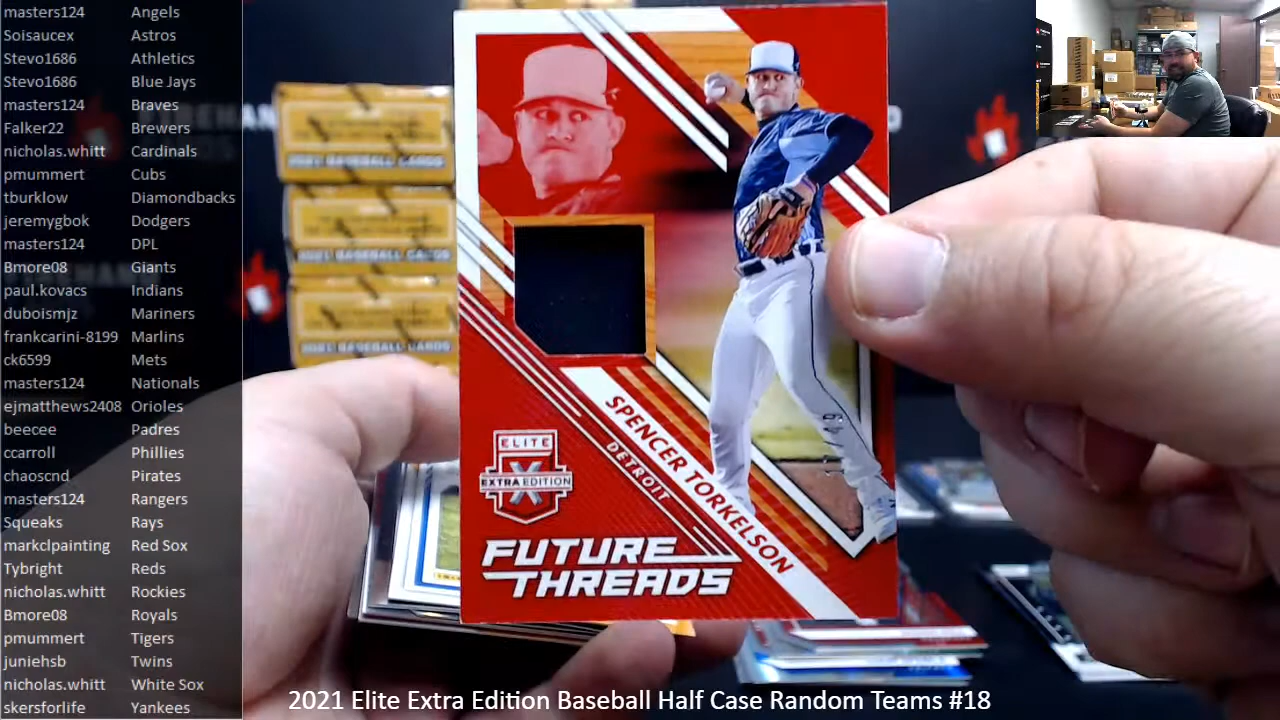 masters124 Angels
Soisaucex Astros
Stevo1686 Athletics
Stevo1686 Blue Jays
masters124 Braves
Falker22 Brewers
nicholas.whitt Cardinals
pmummert Cubs
tburklow Diamondbacks
jeremygbok Dodgers
masters124 DPL
Bmore08 Giants
paul.kovacs Indians
duboismjz Mariners
frankcarini-8199 Marlins
ck6599 Mets
masters124 Nationals
ejmatthews2408 Orioles
beecee Padres
ccarroll Phillies
chaoscnd Pirates
masters124 Rangers
Squeaks Rays
markclpainting Red Sox
Tybright Reds
nicholas.whitt Rockies
Bmore08 Royals
pmummert Tigers
juniehsb Twins
nicholas.whitt White Sox
skersforlife Yankees
2021 BASEBALL CARDS
2021 BASEBALL CARDS
2021 BASEBALL CARDS
SPENCER TORKELSON
DETROIT
ELITE
X
EXTRA EDITION
FUTURE
THREADS
2021 Elite Extra Edition Baseball Half Case Random Teams #18